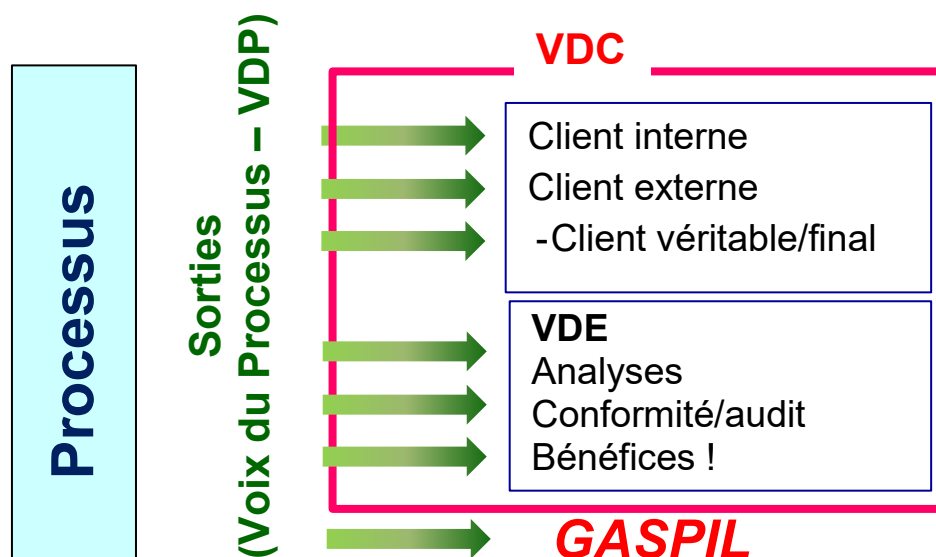 Processus
Sorties
(Voix du Processus – VDP)
VDC
Client interne
Client externe
-Client véritable/final
VDE
Analyses
Conformité/audit
Bénéfices !
GASPIL